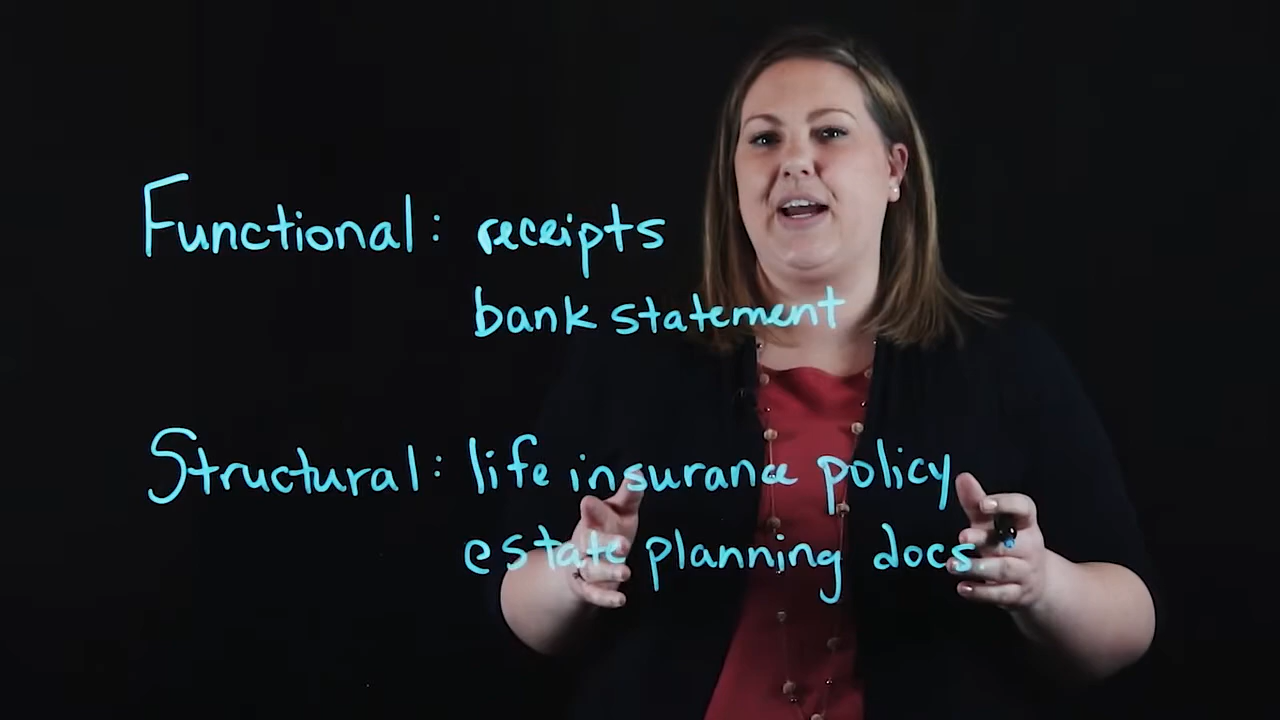 Functional: receipts
bank statement
Structural: life insurance policy
estate planning docs